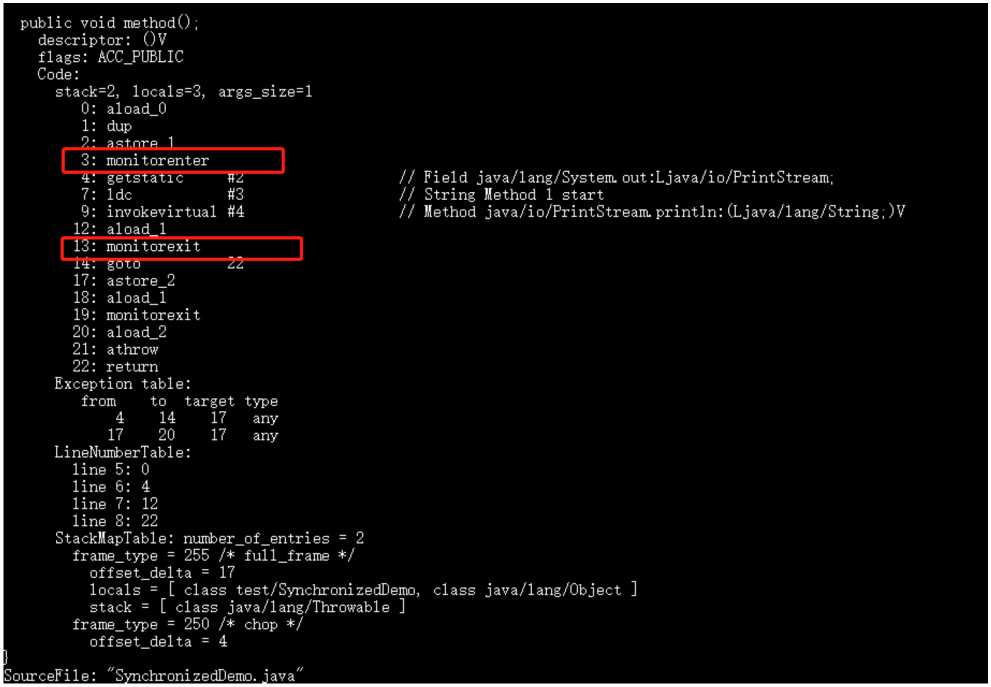 public void method();
descriptor: ()V
flags: ACC_PUBLIC
Code:
stack=2, locals=3, args_size=1
0: aload_0
1: dup
2: astore_1
3: monitorenter
4: getstatic #2 // Field java/lang/System.out:Ljava/io/PrintStream;
7: ldc #3 // String Method 1 start
9: invokevirtual #4 // Method java/io/PrintStream.println:(Ljava/lang/String;)V
12: aload_1
13: monitorexit
14: goto 22
17: astore_2
18: aload_1
19: monitorexit
20: aload_2
21: athrow
22: return
Exception table:
from to target type
4 14 17 any
17 20 17 any
LineNumberTable:
line 5: 0
line 6: 4
line 7: 12
line 8: 22
StackMapTable: number_of_entries = 2
frame_type = 255 /* full_frame */
offset_delta = 17
locals = [ class test/SynchronizedDemo, class java/lang/Object ]
stack = [ class java/lang/Throwable ]
frame_type = 250 /* chop */
offset_delta = 4
}
SourceFile: "SynchronizedDemo.java"